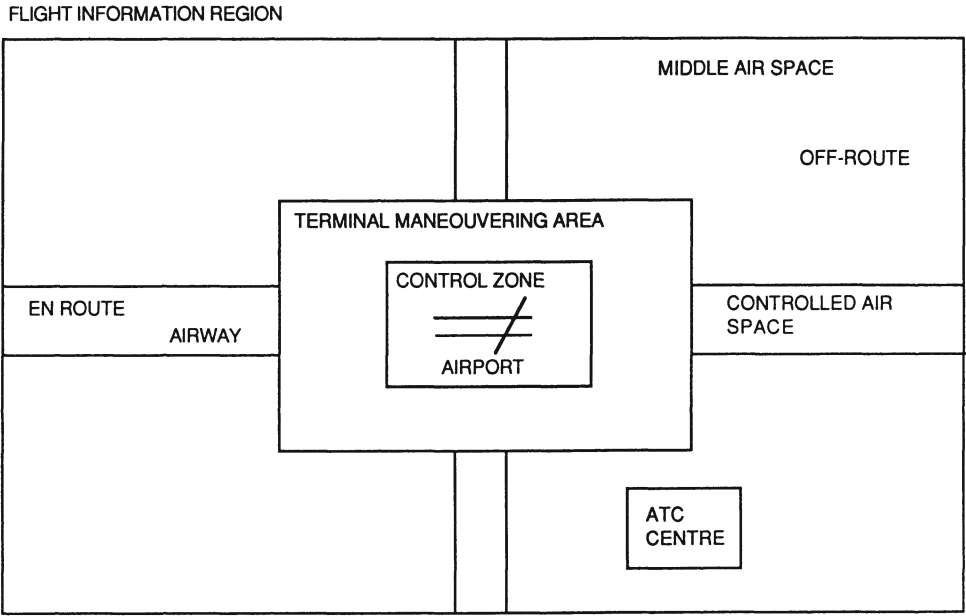 FLIGHT INFORMATION REGION
MIDDLE AIR SPACE
OFF-ROUTE
TERMINAL MANEOUVERING AREA
CONTROL ZONE
AIRPORT
EN ROUTE
AIRWAY
CONTROLLED AIR
SPACE
ATC
CENTRE